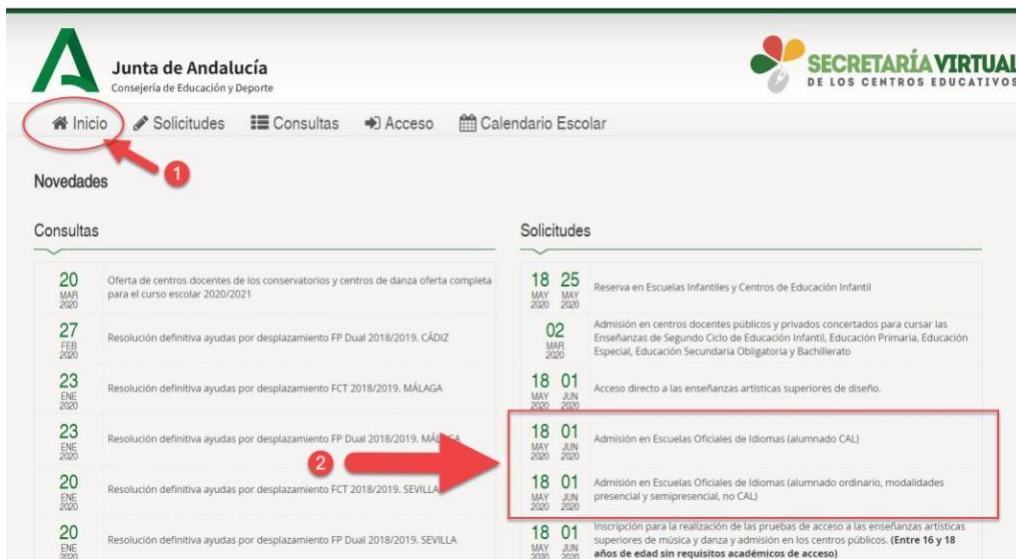 Junta de Andalucía
Consejería de Educación y Deporte
SECRETARÍA VIRTUAL
DE LOS CENTROS EDUCATIVOS
Inicio Solicitudes Consultas Acceso Calendario Escolar
1
Novedades
Consultas
20
MAR
2020
Oferta de centros docentes de los conservatorios y centros de danza oferta completa
para el curso escolar 2020/2021
27
FEB
2020
Resolución definitiva ayudas por desplazamiento FP Dual 2018/2019. CÁDIZ
23
ENE
2020
Resolución definitiva ayudas por desplazamiento FCT 2018/2019. MÁLAGA
23
ENE
2020
Resolución definitiva ayudas por desplazamiento FP Dual 2018/2019. MÁLAGA
2
20
ENE
2020
Resolución definitiva ayudas por desplazamiento FCT 2018/2019. SEVILLA
20
ENE
2020
Resolución definitiva ayudas por desplazamiento FP Dual 2018/2019. SEVILLA
Solicitudes
18 25
MAY MAY
2020 2020
Reserva en Escuelas Infantiles y Centros de Educación Infantil
02
MAR
2020
Admisión en centros docentes públicos y privados concertados para cursar las
Enseñanzas de Segundo Ciclo de Educación Infantil, Educación Primaria, Educación
Especial, Educación Secundaria Obligatoria y Bachillerato
18 01
MAY JUN
2020 2020
Acceso directo a las enseñanzas artísticas superiores de diseño.
18 01
MAY JUN
2020 2020
Admisión en Escuelas Oficiales de Idiomas (alumnado CAL)
18 01
MAY JUN
2020 2020
Admisión en Escuelas Oficiales de Idiomas (alumnado ordinario, modalidades
presencial y semipresencial, no CAL)
18 01
MAY JUN
2020 2020
Inscripción para la realización de las pruebas de acceso a las enseñanzas artísticas
superiores de música y danza y admisión en los centros públicos. (Entre 16 y 18
años de edad sin requisitos académicos de acceso)